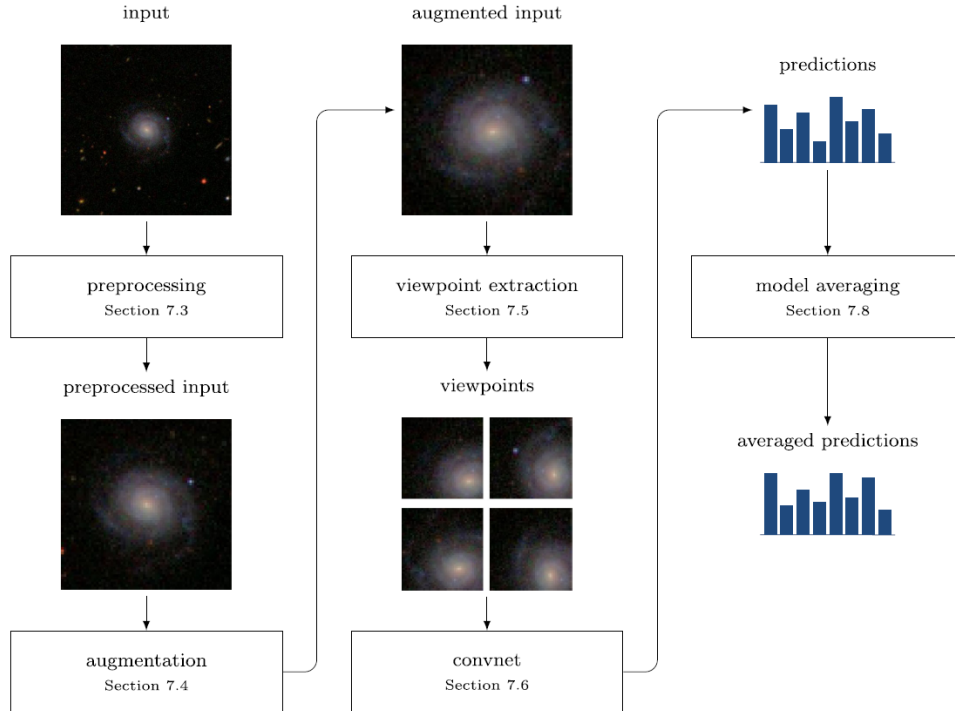 input
preprocessing
Section 7.3
preprocessed input
augmentation
Section 7.4
augmented input
viewpoint extraction
Section 7.5
viewpoints
convnet
Section 7.6
predictions
model averaging
Section 7.8
averaged predictions